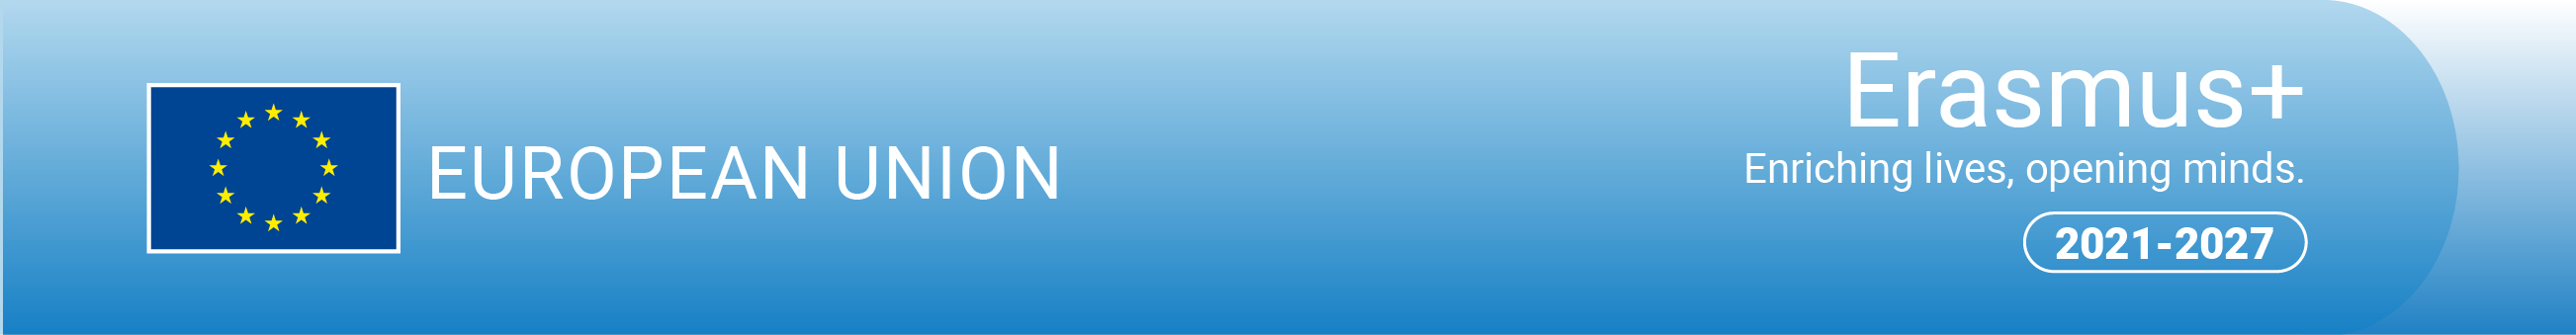 EUROPEAN UNION
Erasmus+
Enriching lives, opening minds.
2021-2027